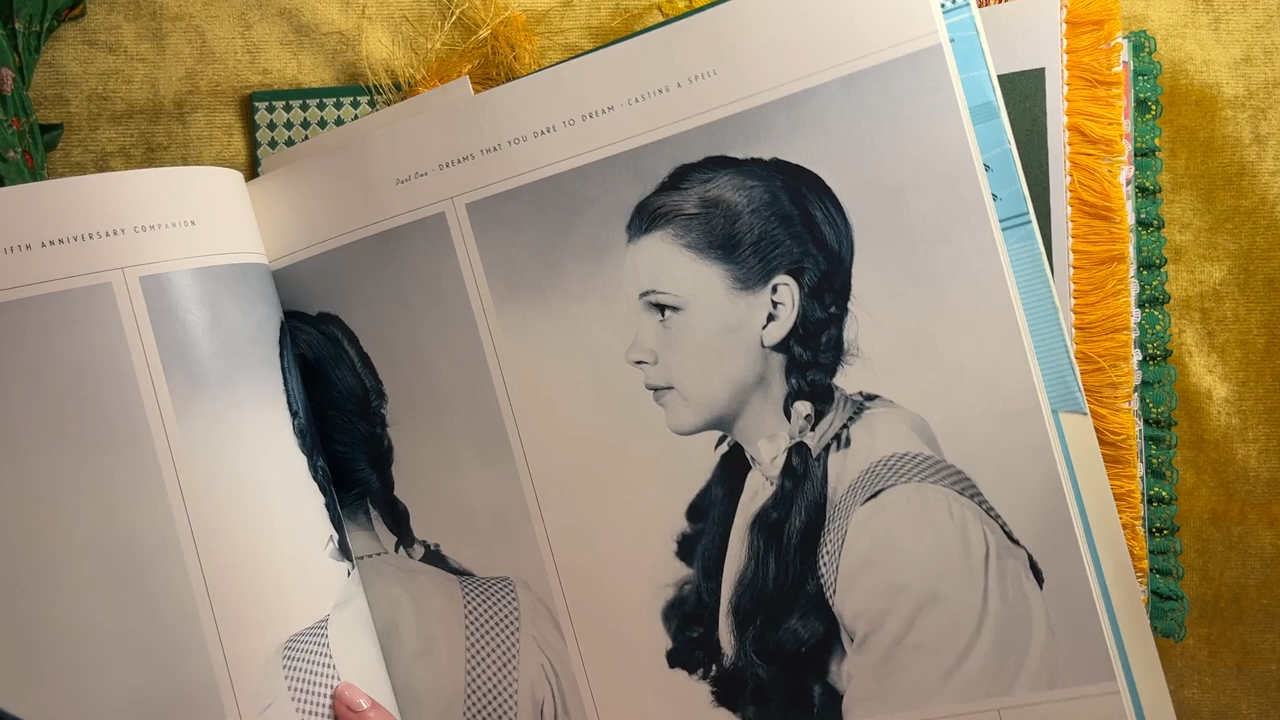 IFTH ANNIVERSARY COMPANION
Part One · DREAMS THAT YOU DARE TO DREAM · CASTING A SPELL